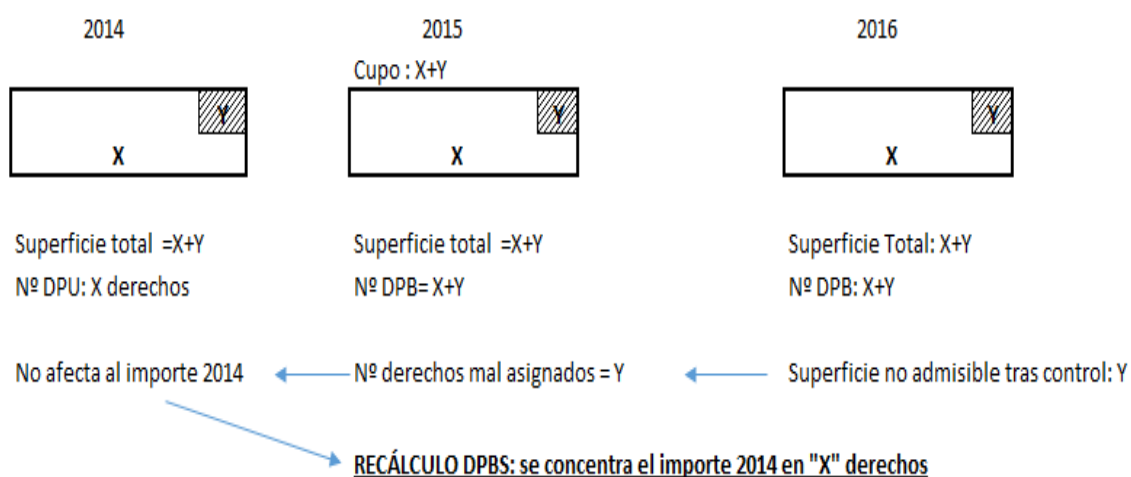 2014
2015
2016
Cupo : X+Y
Y
Y
Y
X
X
X
Superficie total =X+Y
Superficie total =X+Y
Superficie Total: X+Y
Nº DPU: X derechos
Nº DPB= X+Y
Nº DPB: X+Y
No afecta al importe 2014
Nº derechos mal asignados = Y
Superficie no admisible tras control: Y
RECÁLCULO DPBS: se concentra el importe 2014 en "X" derechos